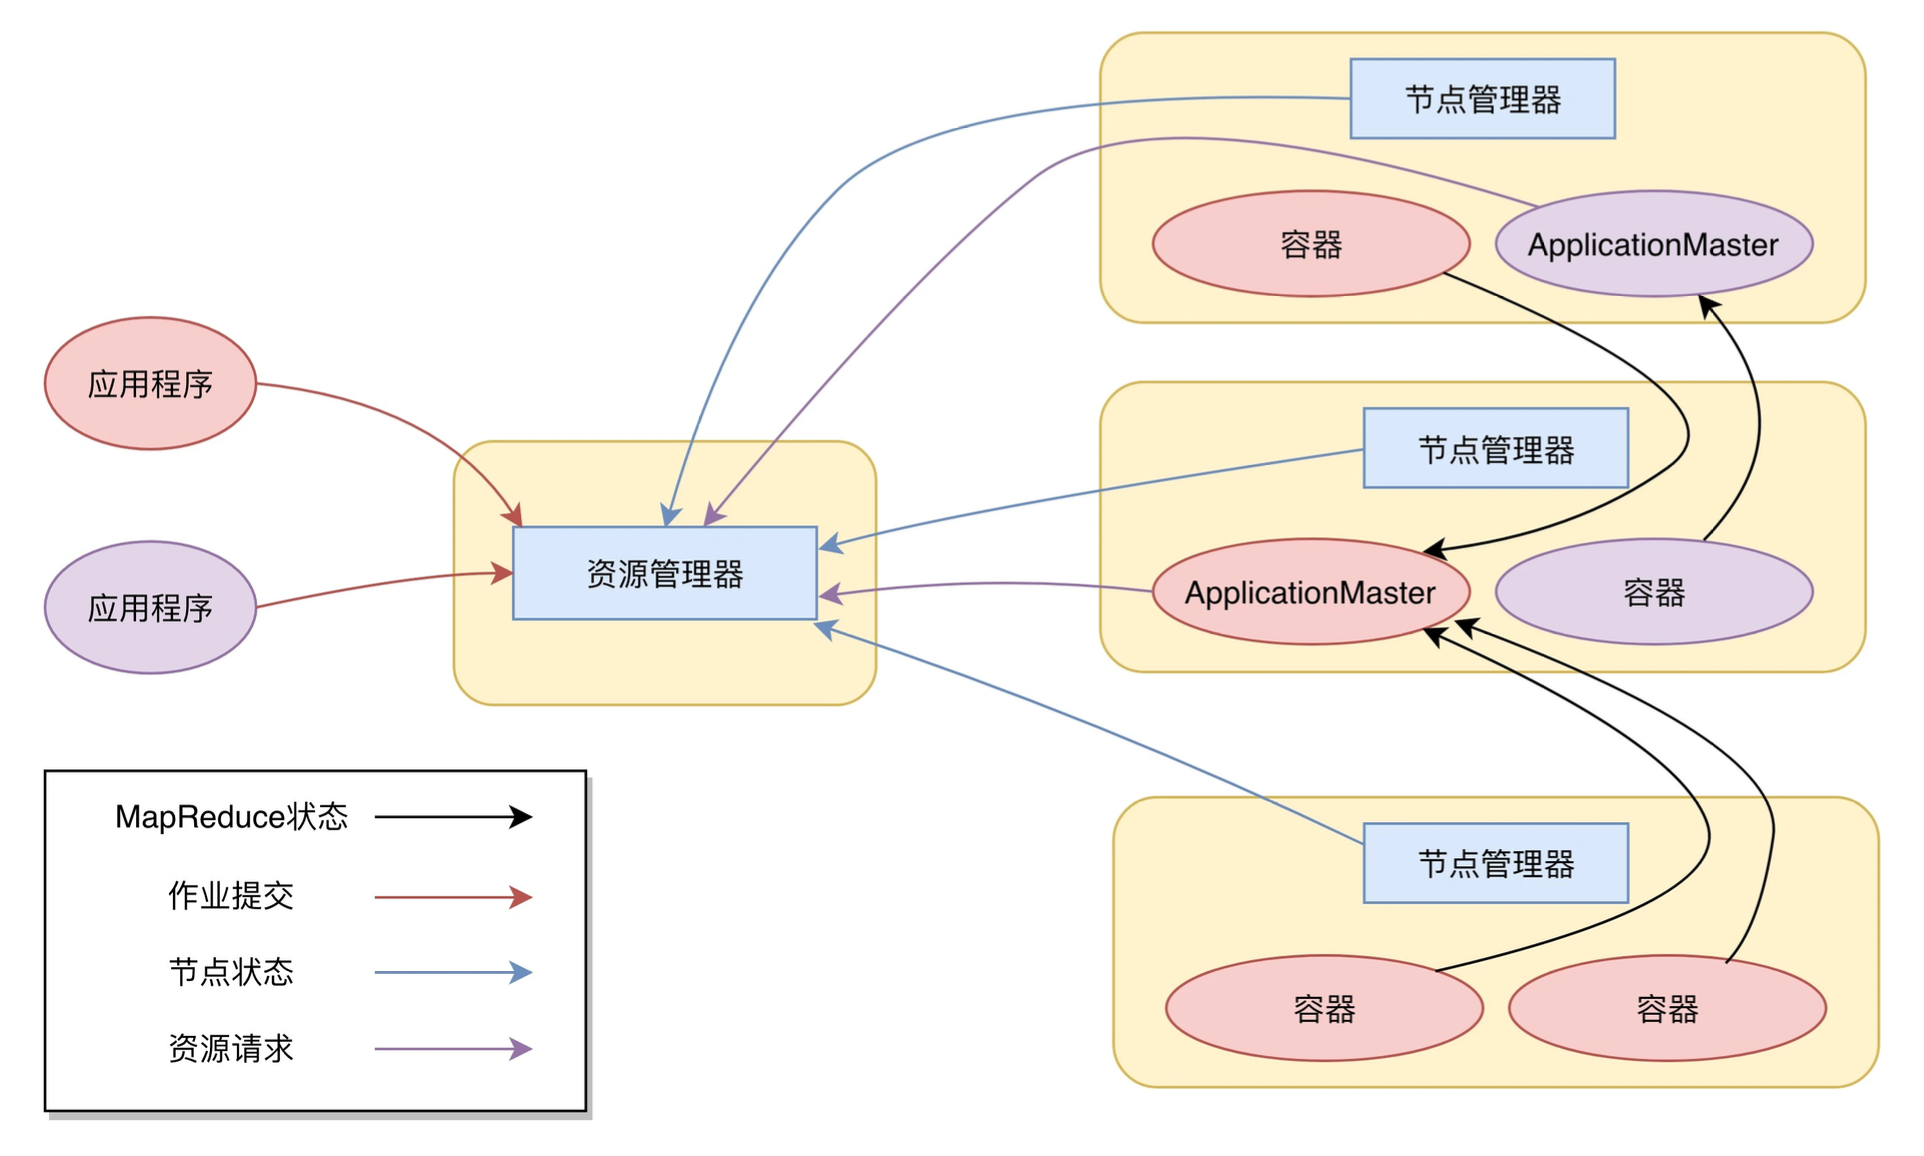 节点管理器
容器
ApplicationMaster
应用程序
应用程序
资源管理器
节点管理器
ApplicationMaster
容器
节点管理器
容器
容器
MapReduce状态
作业提交
节点状态
资源请求